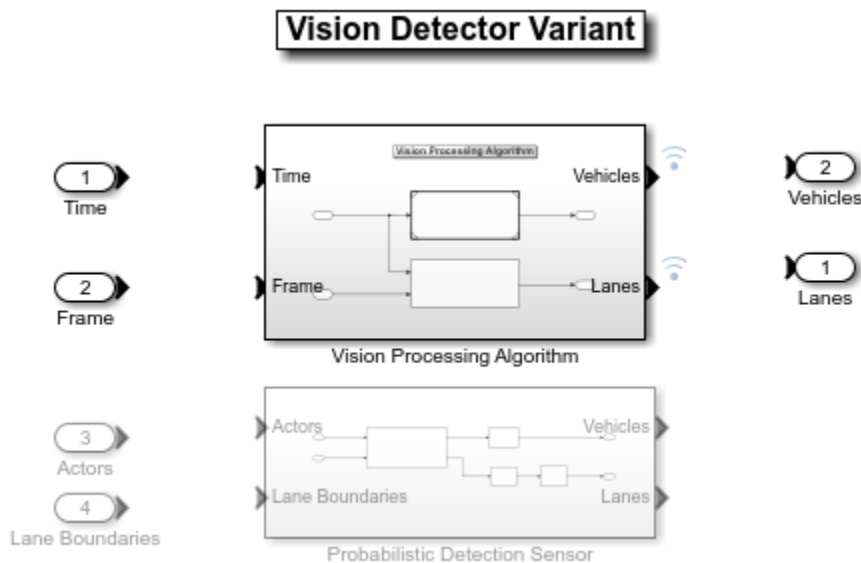 Vision Detector Variant
Vision Processing Algorithm
1
Time
Vehicles
2
Time
Vehicles
2
Frame
Lanes
1
Frame
Lanes
Vision Processing Algorithm
3
Actors
Vehicles
Actors
4
Lane Boundaries
Lanes
Lane Boundaries
Probabilistic Detection Sensor